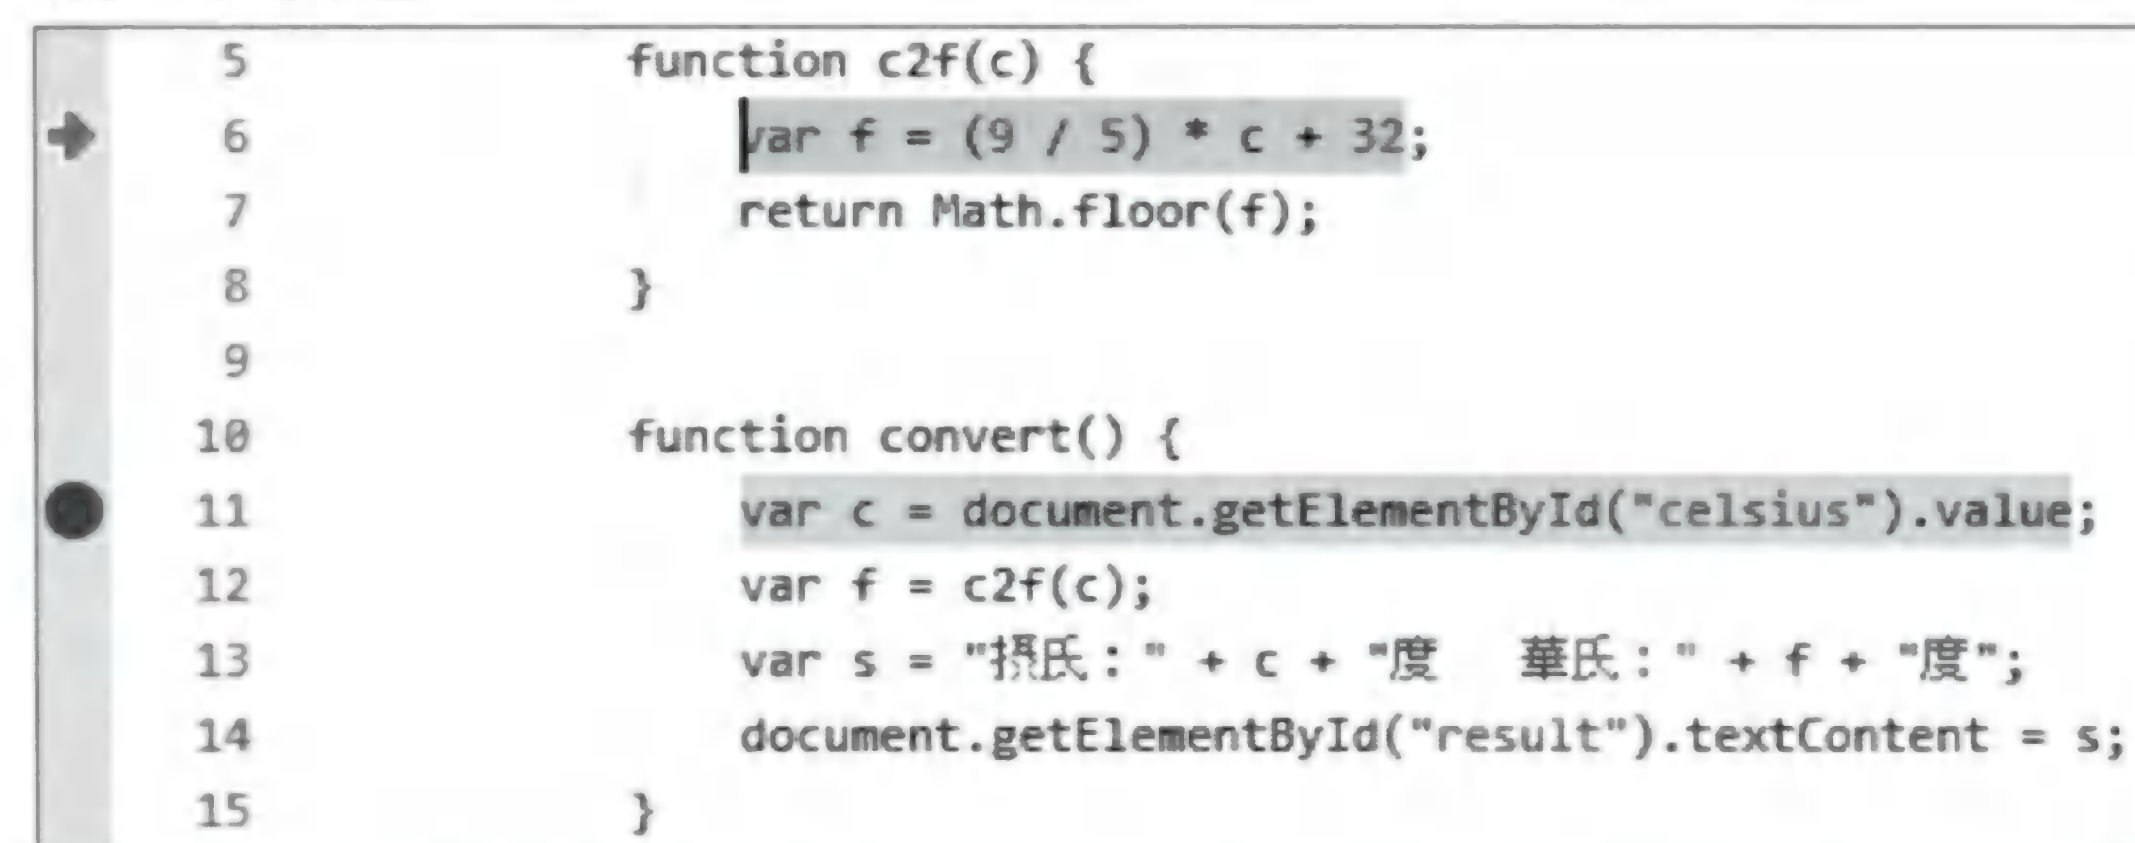 5 function c2f(c) {
6 var f = (9 / 5) * c + 32;
7 return Math.floor(f);
8 }
9
10 function convert() {
11 var c = document.getElementById("celsius").value;
12 var f = c2f(c);
13 var s = "摂氏：" + c + "度　華氏：" + f + "度";
14 document.getElementById("result").textContent = s;
15 }